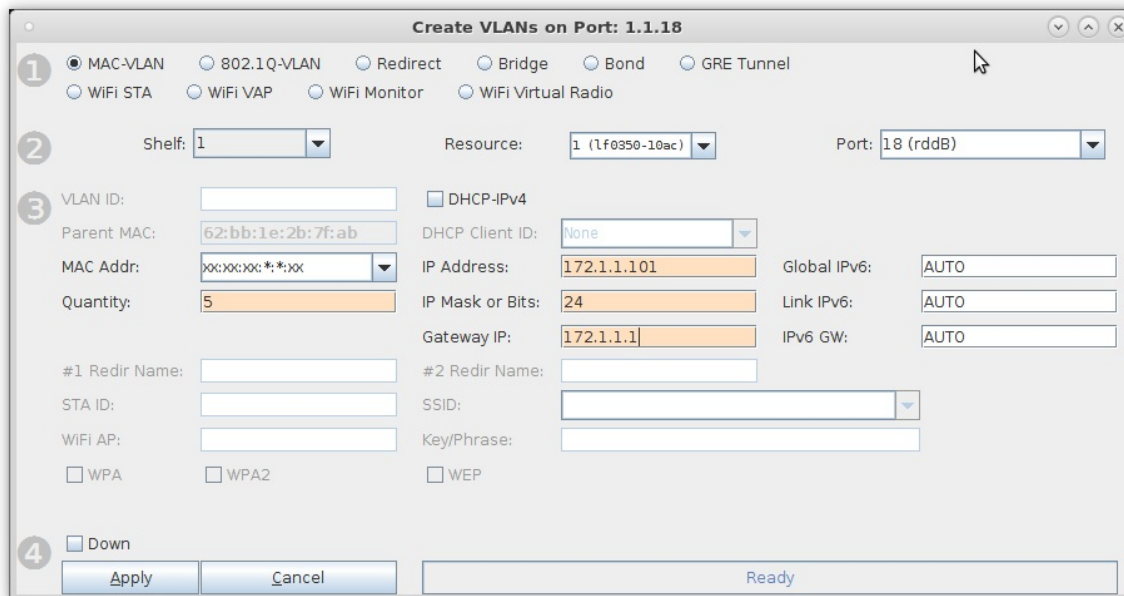 Create VLANs on Port: 1.1.18
1 MAC-VLAN 802.1Q-VLAN Redirect Bridge Bond GRE Tunnel
WiFi STA WiFi VAP WiFi Monitor WiFi Virtual Radio
2 Shelf: 1 Resource: 1 (lf0350-10ac) Port: 18 (rddB)
3 VLAN ID: DHCP-IPv4
Parent MAC: 62:bb:1e:2b:7f:ab DHCP Client ID: None
MAC Addr: xx:xx:xx:*:*:xx IP Address: 172.1.1.101 Global IPv6: AUTO
Quantity: 5 IP Mask or Bits: 24 Link IPv6: AUTO
Gateway IP: 172.1.1.1 IPv6 GW: AUTO
#1 Redir Name: #2 Redir Name:
STA ID: SSID:
WiFi AP: Key/Phrase:
WPA WPA2 WEP
4 Down
Apply Cancel Ready